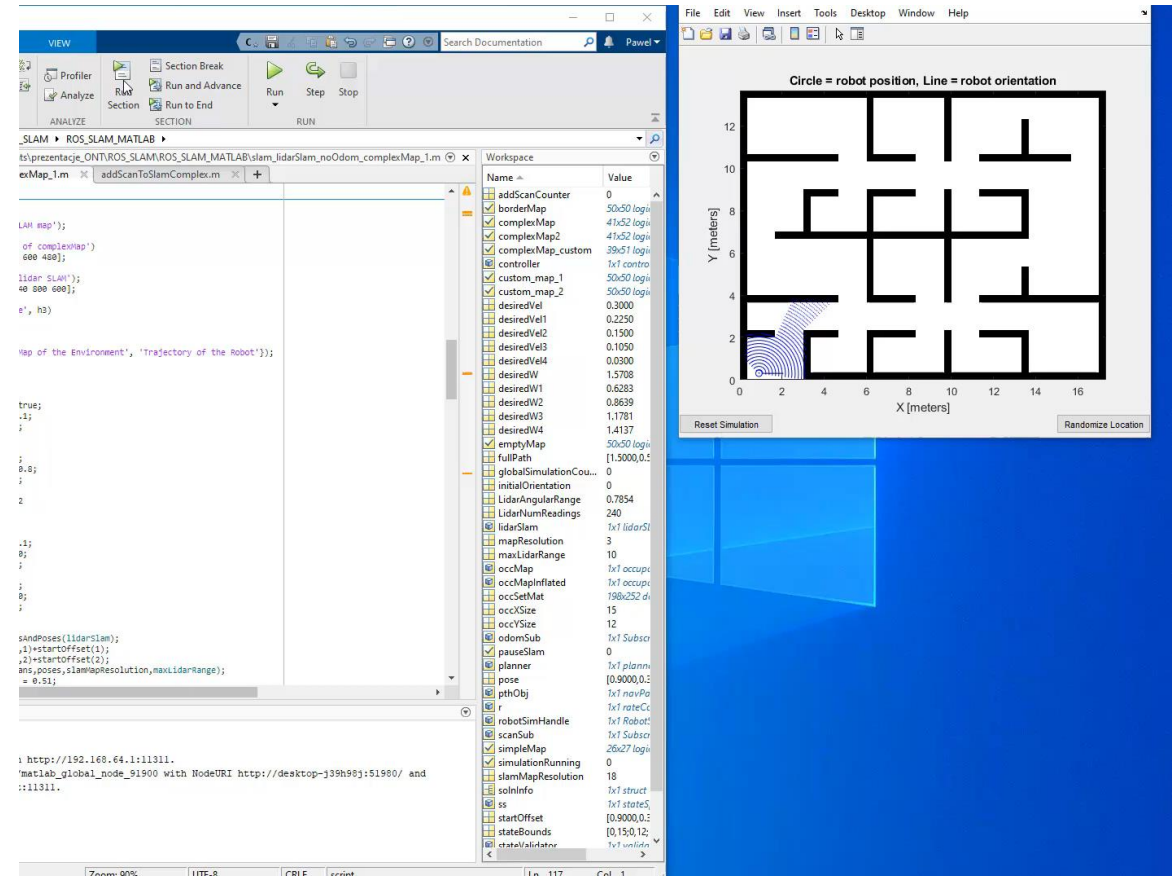 VIEW
Search Documentation
Pawel
Profiler
Analyze
Run
Section
Section Break
Run and Advance
Run to End
Run
Step
Stop
ANALYZE
SECTION
RUN
_SLAM ▸ ROS_SLAM_MATLAB ▸
ts\prezentacje_ONT\ROS_SLAM\ROS_SLAM_MATLAB\slam_lidarSlam_noOdom_complexMap_1.m
exMap_1.m
addScanToSlamComplex.m
+
LAM map');
of complexMap')
600 480];
lidar SLAM');
40 800 600];
e', h3)
Map of the Environment', 'Trajectory of the Robot'});
true;
.1;
;
;
0.8;
;
2
.1;
0;
;
;
0;
;
sAndPoses(lidarSlam);
,1)+startOffset(1);
,2)+startOffset(2);
ans,poses,slamMapResolution,maxLidarRange);
= 0.51;
h http://192.168.64.1:11311.
/matlab_global_node_91900 with NodeURI http://desktop-j39h98j:51980/ and
::11311.
Zoom: 90%
UTF-8
CRLF
script
Ln 117
Col 1
Workspace
Name
Value
addScanCounter 0
borderMap 50x50 logi
complexMap 41x52 logi
complexMap2 41x52 logi
complexMap_custom 39x51 logi
controller 1x1 contro
custom_map_1 50x50 logi
custom_map_2 50x50 logi
desiredVel 0.3000
desiredVel1 0.2250
desiredVel2 0.1500
desiredVel3 0.1050
desiredVel4 0.0300
desiredW 1.5708
desiredW1 0.6283
desiredW2 0.8639
desiredW3 1.1781
desiredW4 1.4137
emptyMap 50x50 logi
fullPath [1.5000,0.5
globalSimulationCou... 0
initialOrientation 0
LidarAngularRange 0.7854
LidarNumReadings 240
lidarSlam 1x1 lidarSl
mapResolution 3
maxLidarRange 10
occMap 1x1 occup
occMapInflated 1x1 occup
occSetMat 198x252 d
occXSize 15
occYSize 12
odomSub 1x1 Subscr
pauseSlam 0
planner 1x1 plann
pose [0.9000,0.3
pthObj 1x1 navPa
r 1x1 rateCo
robotSimHandle 1x1 Robot
scanSub 1x1 Subscr
simpleMap 26x27 logi
simulationRunning 0
slamMapResolution 18
solnInfo 1x1 struct
ss 1x1 stateS
startOffset [0.9000,0.3
stateBounds [0,15;0,12;
stateValidator 1x1 valida
File Edit View Insert Tools Desktop Window Help
Circle = robot position, Line = robot orientation
12
10
8
6
4
2
0
Y [meters]
0 2 4 6 8 10 12 14 16
X [meters]
Reset Simulation
Randomize Location